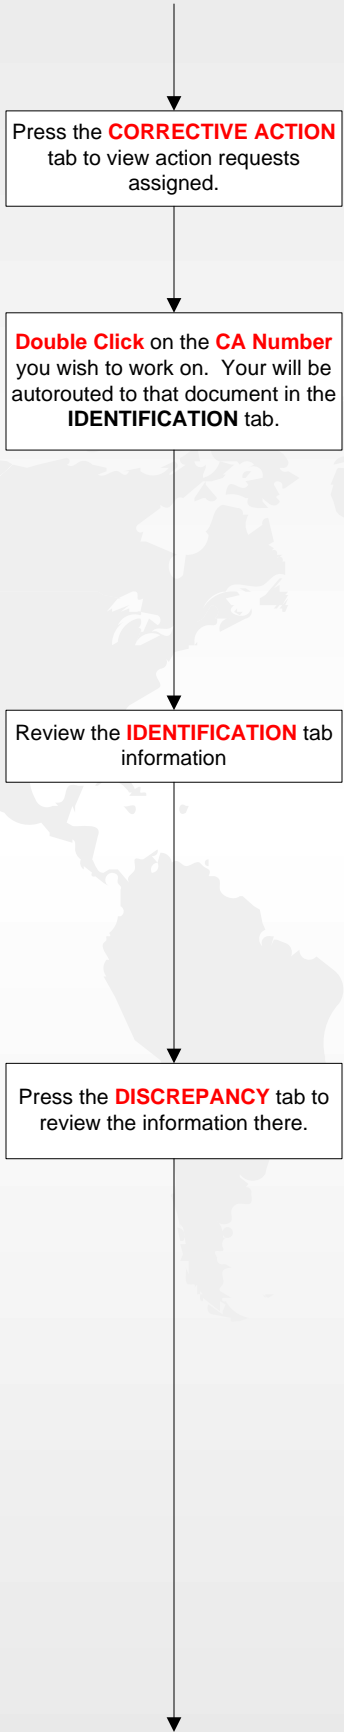 Press the CORRECTIVE ACTION
tab to view action requests
assigned.
Double Click on the CA Number
you wish to work on.  Your will be
autorouted to that document in the
IDENTIFICATION tab.
Review the IDENTIFICATION tab
information
Press the DISCREPANCY tab to
review the information there.